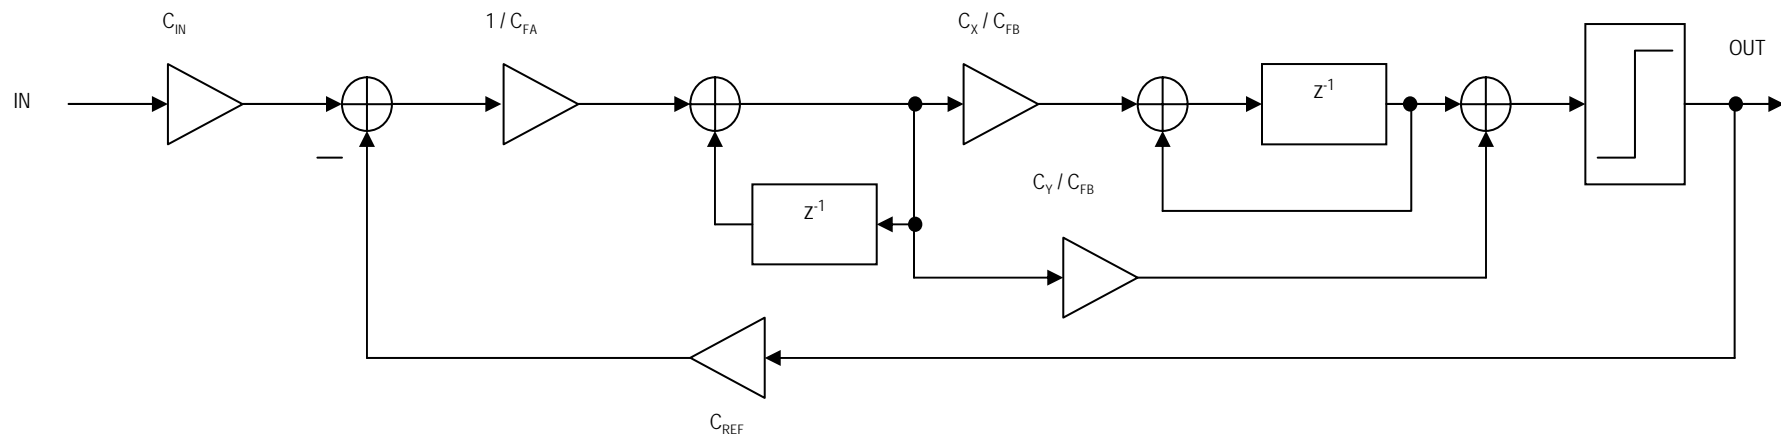 C_IN
1 / C_FA
C_X / C_FB
OUT
IN
z^-1
C_Y / C_FB
z^-1
C_REF